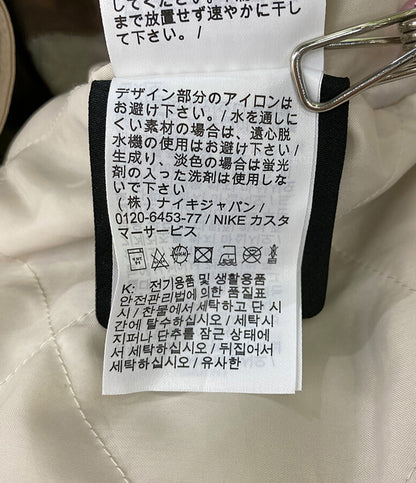 してください。
まで放置せず速やかに干し
て下さい。/
デザイン部分のアイロンは
お避け下さい。/ 水を通しに
くい素材の場合は、遠心脱
水機の使用はお避け下さい /
生成り、淡色の場合は蛍光
剤の入った洗剤は使用しな
いで下さい
(株) ナイキジャパン /
0120-6453-77 / NIKE カスタ
マーサービス
K: 전기용품 및 생활용품
안전관리법에 의한 품질표
시 / 찬물에서 세탁하고 단 시
간에 탈수하십시오 / 세탁시
지퍼나 단추를 잠근 상태에
서 세탁하십시오 / 뒤집어서
세탁하십시오 / 유사한